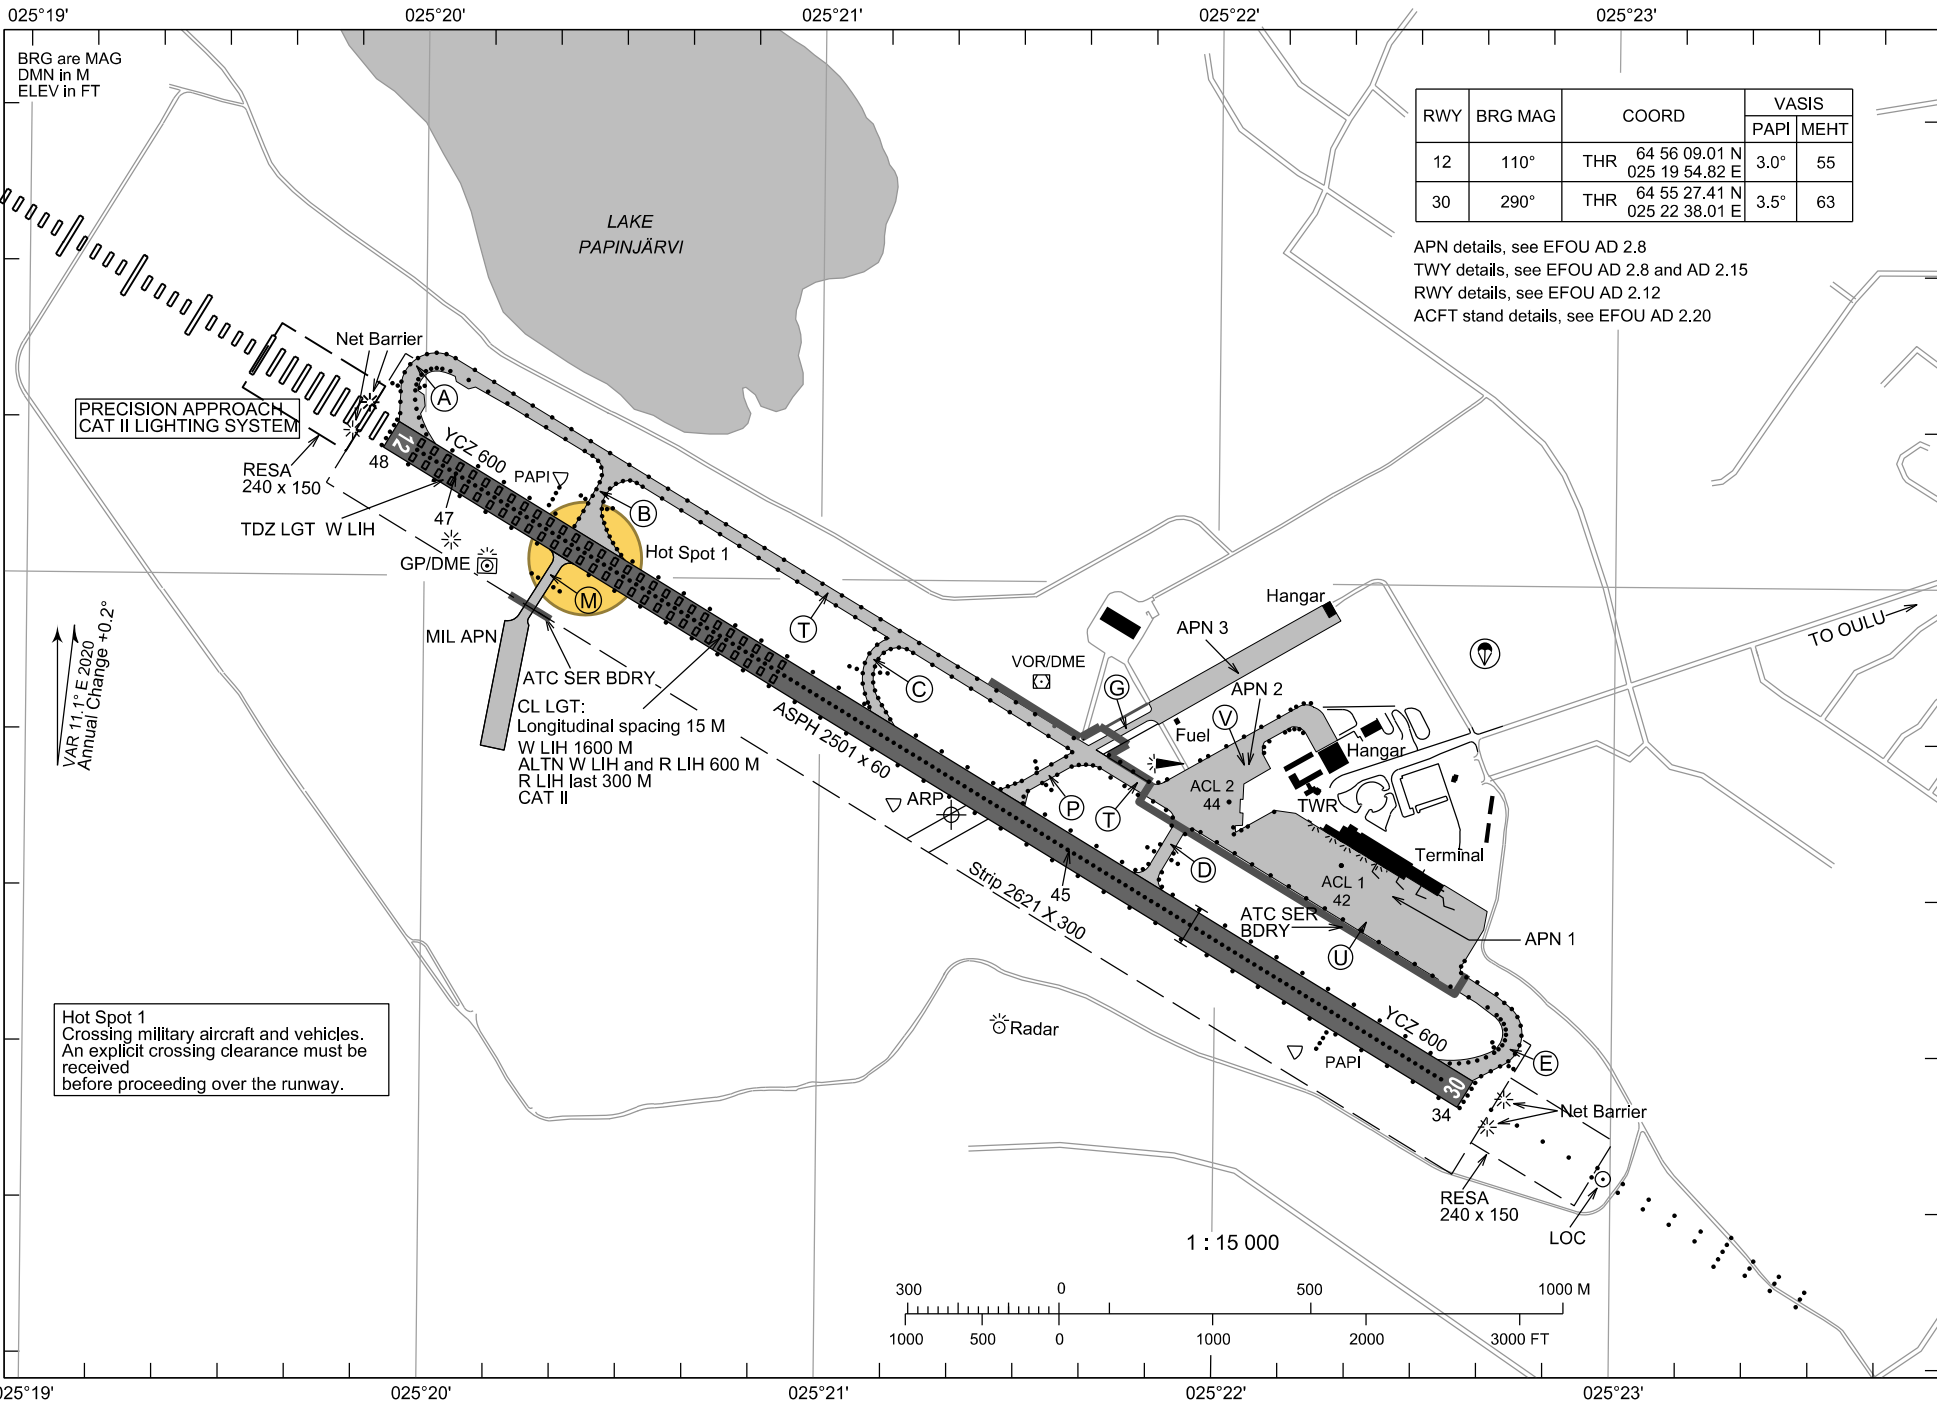 025°19'
025°20'
025°21'
025°22'
025°23'
BRG are MAG
DMN in M
ELEV in FT
RWY BRG MAG COORD VASIS
PAPI MEHT
12 110° THR 64 56 09.01 N 025 19 54.82 E 3.0° 55
30 290° THR 64 55 27.41 N 025 22 38.01 E 3.5° 63
APN details, see EFOU AD 2.8
TWY details, see EFOU AD 2.8 and AD 2.15
RWY details, see EFOU AD 2.12
ACFT stand details, see EFOU AD 2.20
LAKE
PAPINJÄRVI
Net Barrier
A
PRECISION APPROACH
CAT II LIGHTING SYSTEM
12
48
YCZ 600
RESA
240 x 150
PAPI
B
47
TDZ LGT W LIH
Hot Spot 1
GP/DME
M
MIL APN
T
ATC SER BDRY
C
CL LGT:
Longitudinal spacing 15 M
W LIH 1600 M
ALTN W LIH and R LIH 600 M
R LIH last 300 M
CAT II
ASPH 2501 x 60
VAR 11.1° E 2020
Annual Change +0.2°
Hangar
APN 3
TO OULU
VOR/DME
G
APN 2
V
Fuel
Hangar
ACL 2
44
TWR
ARP
P
T
Terminal
D
ACL 1
42
45
Strip 2621 X 300
ATC SER
BDRY
U
APN 1
Radar
YCZ 600
PAPI
E
30
34
Net Barrier
RESA
240 x 150
LOC
Hot Spot 1
Crossing military aircraft and vehicles.
An explicit crossing clearance must be
received
before proceeding over the runway.
1 : 15 000
300 0 500 1000 M
1000 500 0 1000 2000 3000 FT
025°19'
025°20'
025°21'
025°22'
025°23'